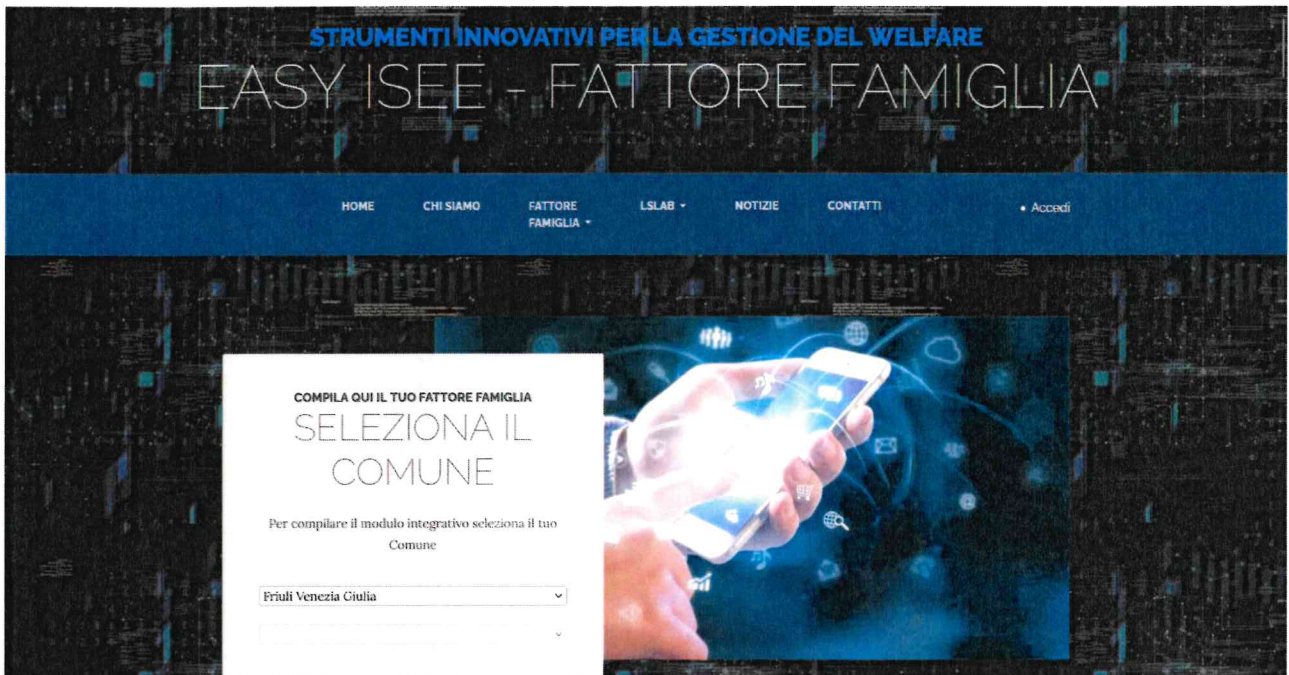 STRUMENTI INNOVATIVI PER LA GESTIONE DEL WELFARE
EASY ISEE - FATTORE FAMIGLIA
HOME
CHI SIAMO
FATTORE
FAMIGLIA
LSLAB
NOTIZIE
CONTATTI
• Accedi
COMPILA QUI IL TUO FATTORE FAMIGLIA
SELEZIONA IL
COMUNE
Per compilare il modulo integrativo seleziona il tuo
Comune
Friuli Venezia Giulia